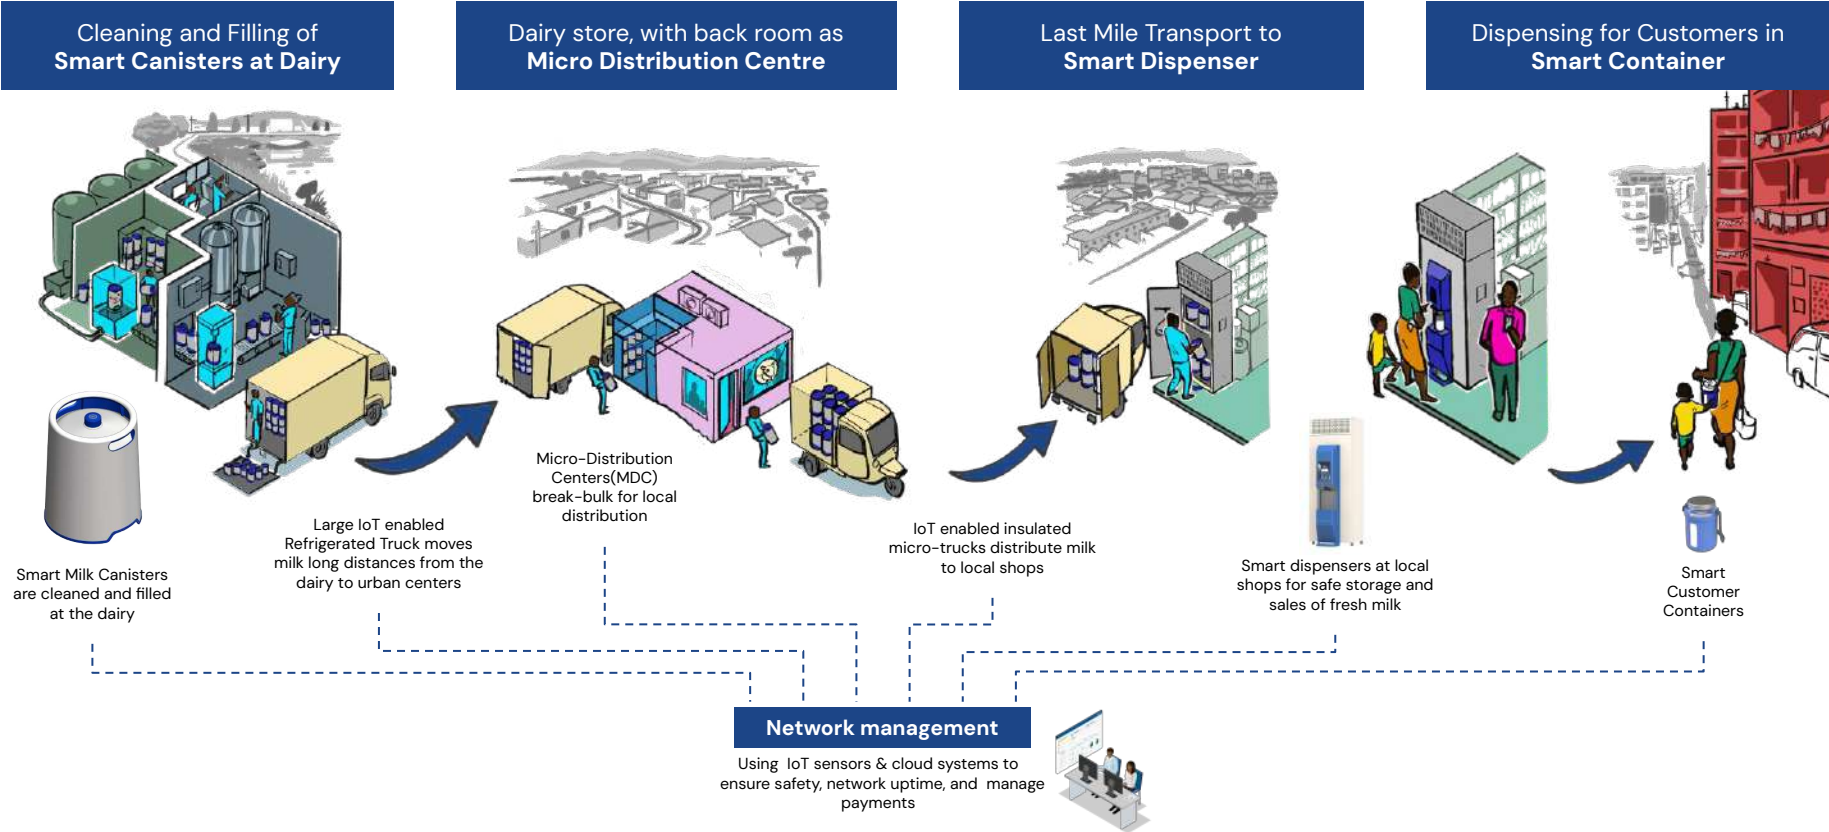 Cleaning and Filling of
Smart Canisters at Dairy
Dairy store, with back room as
Micro Distribution Centre
Last Mile Transport to
Smart Dispenser
Dispensing for Customers in
Smart Container
Smart Milk Canisters
are cleaned and filled
at the dairy
Large IoT enabled
Refrigerated Truck moves
milk long distances from the
dairy to urban centers
Micro-Distribution
Centers(MDC)
break-bulk for local
distribution
IoT enabled insulated
micro-trucks distribute milk
to local shops
Smart dispensers at local
shops for safe storage and
sales of fresh milk
Smart
Customer
Containers
Network management
Using IoT sensors & cloud systems to
ensure safety, network uptime, and manage
payments